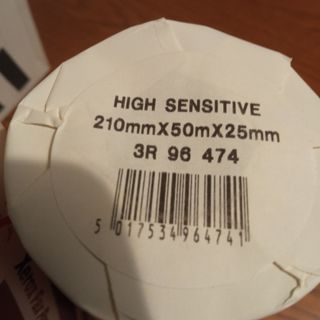 HIGH SENSITIVE
210mmX50mX25mm
3R 96 474
5 017534 964741